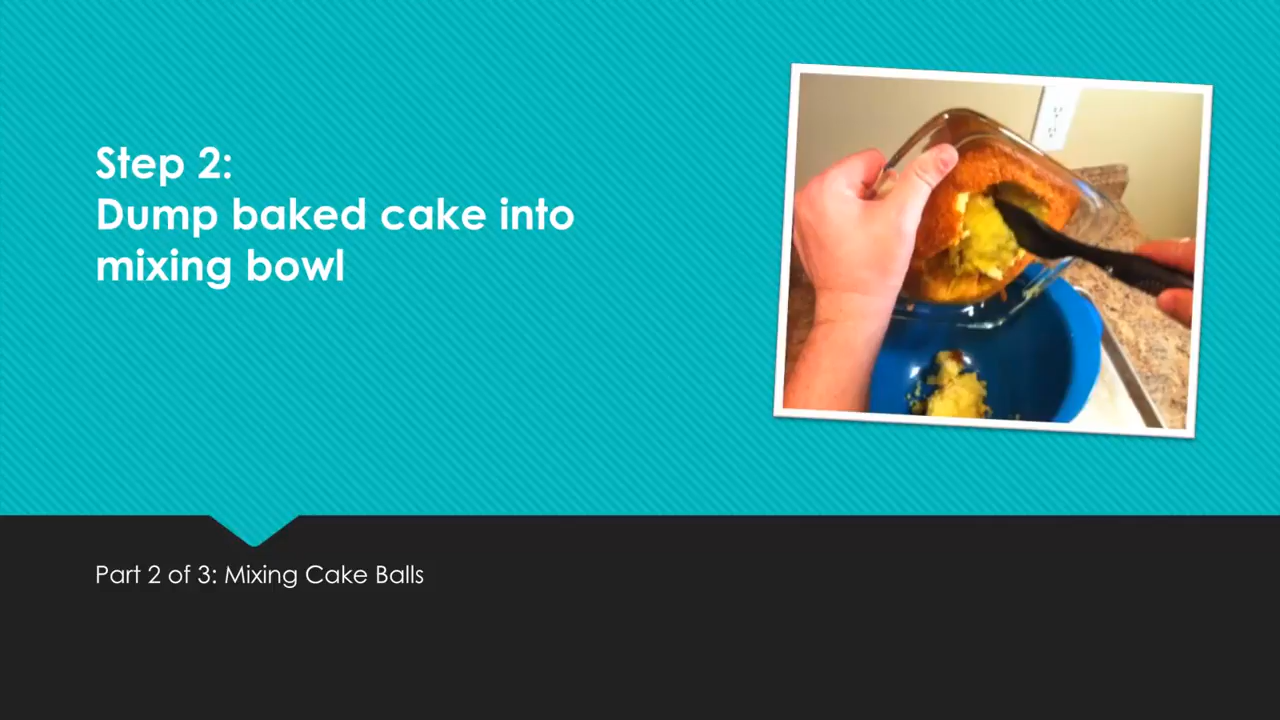 Step 2:
Dump baked cake into
mixing bowl
Part 2 of 3: Mixing Cake Balls